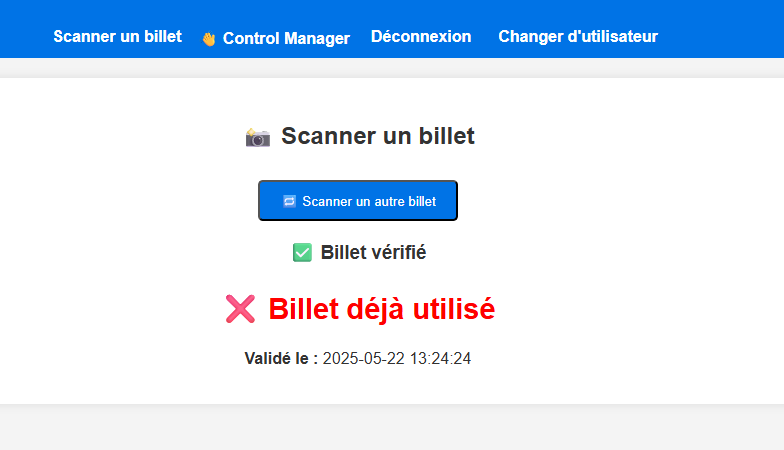 Scanner un billet 👋 Control Manager Déconnexion Changer d'utilisateur
📸 Scanner un billet
🔁 Scanner un autre billet
✅ Billet vérifié
❌ Billet déjà utilisé
Validé le : 2025-05-22 13:24:24